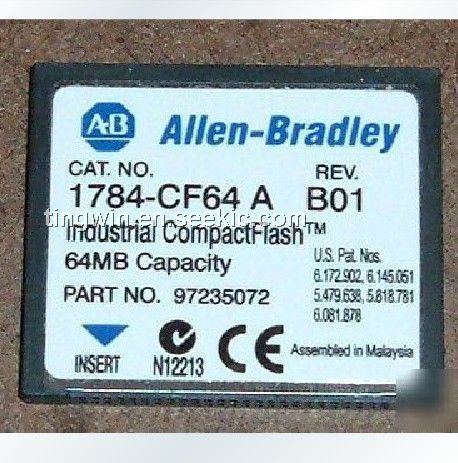 A-B Allen-Bradley
CAT. NO. REV.
1784-CF64 A B01
tingwin.en.seekic.com
Industrial CompactFlash™
64MB Capacity
U.S. Pat. Nos.
6.172.902, 6.145.051
PART NO. 97235072
5.479.638, 5.818.781
6.081.878
INSERT N12213 CE Assembled in Malaysia